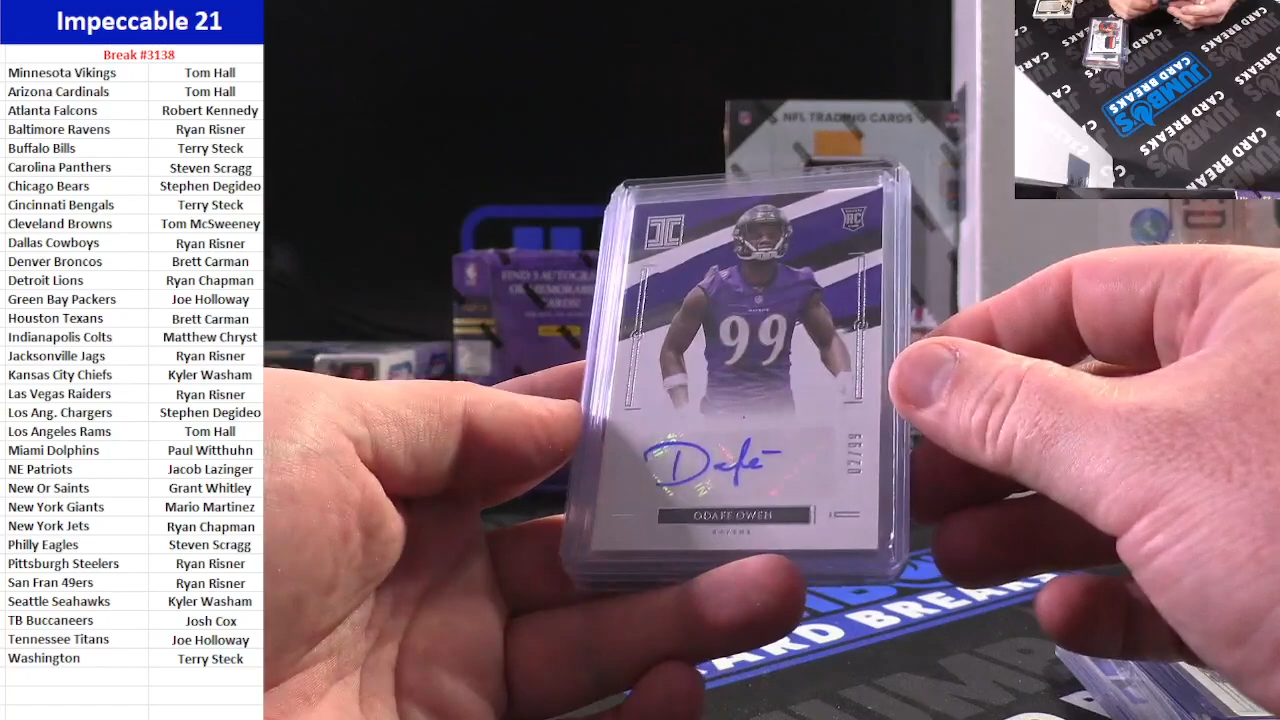 Impeccable 21
Break #3138
Minnesota Vikings Tom Hall
Arizona Cardinals Tom Hall
Atlanta Falcons Robert Kennedy
Baltimore Ravens Ryan Risner
Buffalo Bills Terry Steck
Carolina Panthers Steven Scragg
Chicago Bears Stephen Degideo
Cincinnati Bengals Terry Steck
Cleveland Browns Tom McSweeney
Dallas Cowboys Ryan Risner
Denver Broncos Brett Carman
Detroit Lions Ryan Chapman
Green Bay Packers Joe Holloway
Houston Texans Brett Carman
Indianapolis Colts Matthew Chryst
Jacksonville Jags Ryan Risner
Kansas City Chiefs Kyler Washam
Las Vegas Raiders Ryan Risner
Los Ang. Chargers Stephen Degideo
Los Angeles Rams Tom Hall
Miami Dolphins Paul Witthuhn
NE Patriots Jacob Lazinger
New Or Saints Grant Whitley
New York Giants Mario Martinez
New York Jets Ryan Chapman
Philly Eagles Steven Scragg
Pittsburgh Steelers Ryan Risner
San Fran 49ers Ryan Risner
Seattle Seahawks Kyler Washam
TB Buccaneers Josh Cox
Tennessee Titans Joe Holloway
Washington Terry Steck
NFL TRADING CARDS
RC
99
02/99
ODAFE OWEH
RAVENS
JUMBO'S
CARD BREAKS
CARD BREAKS